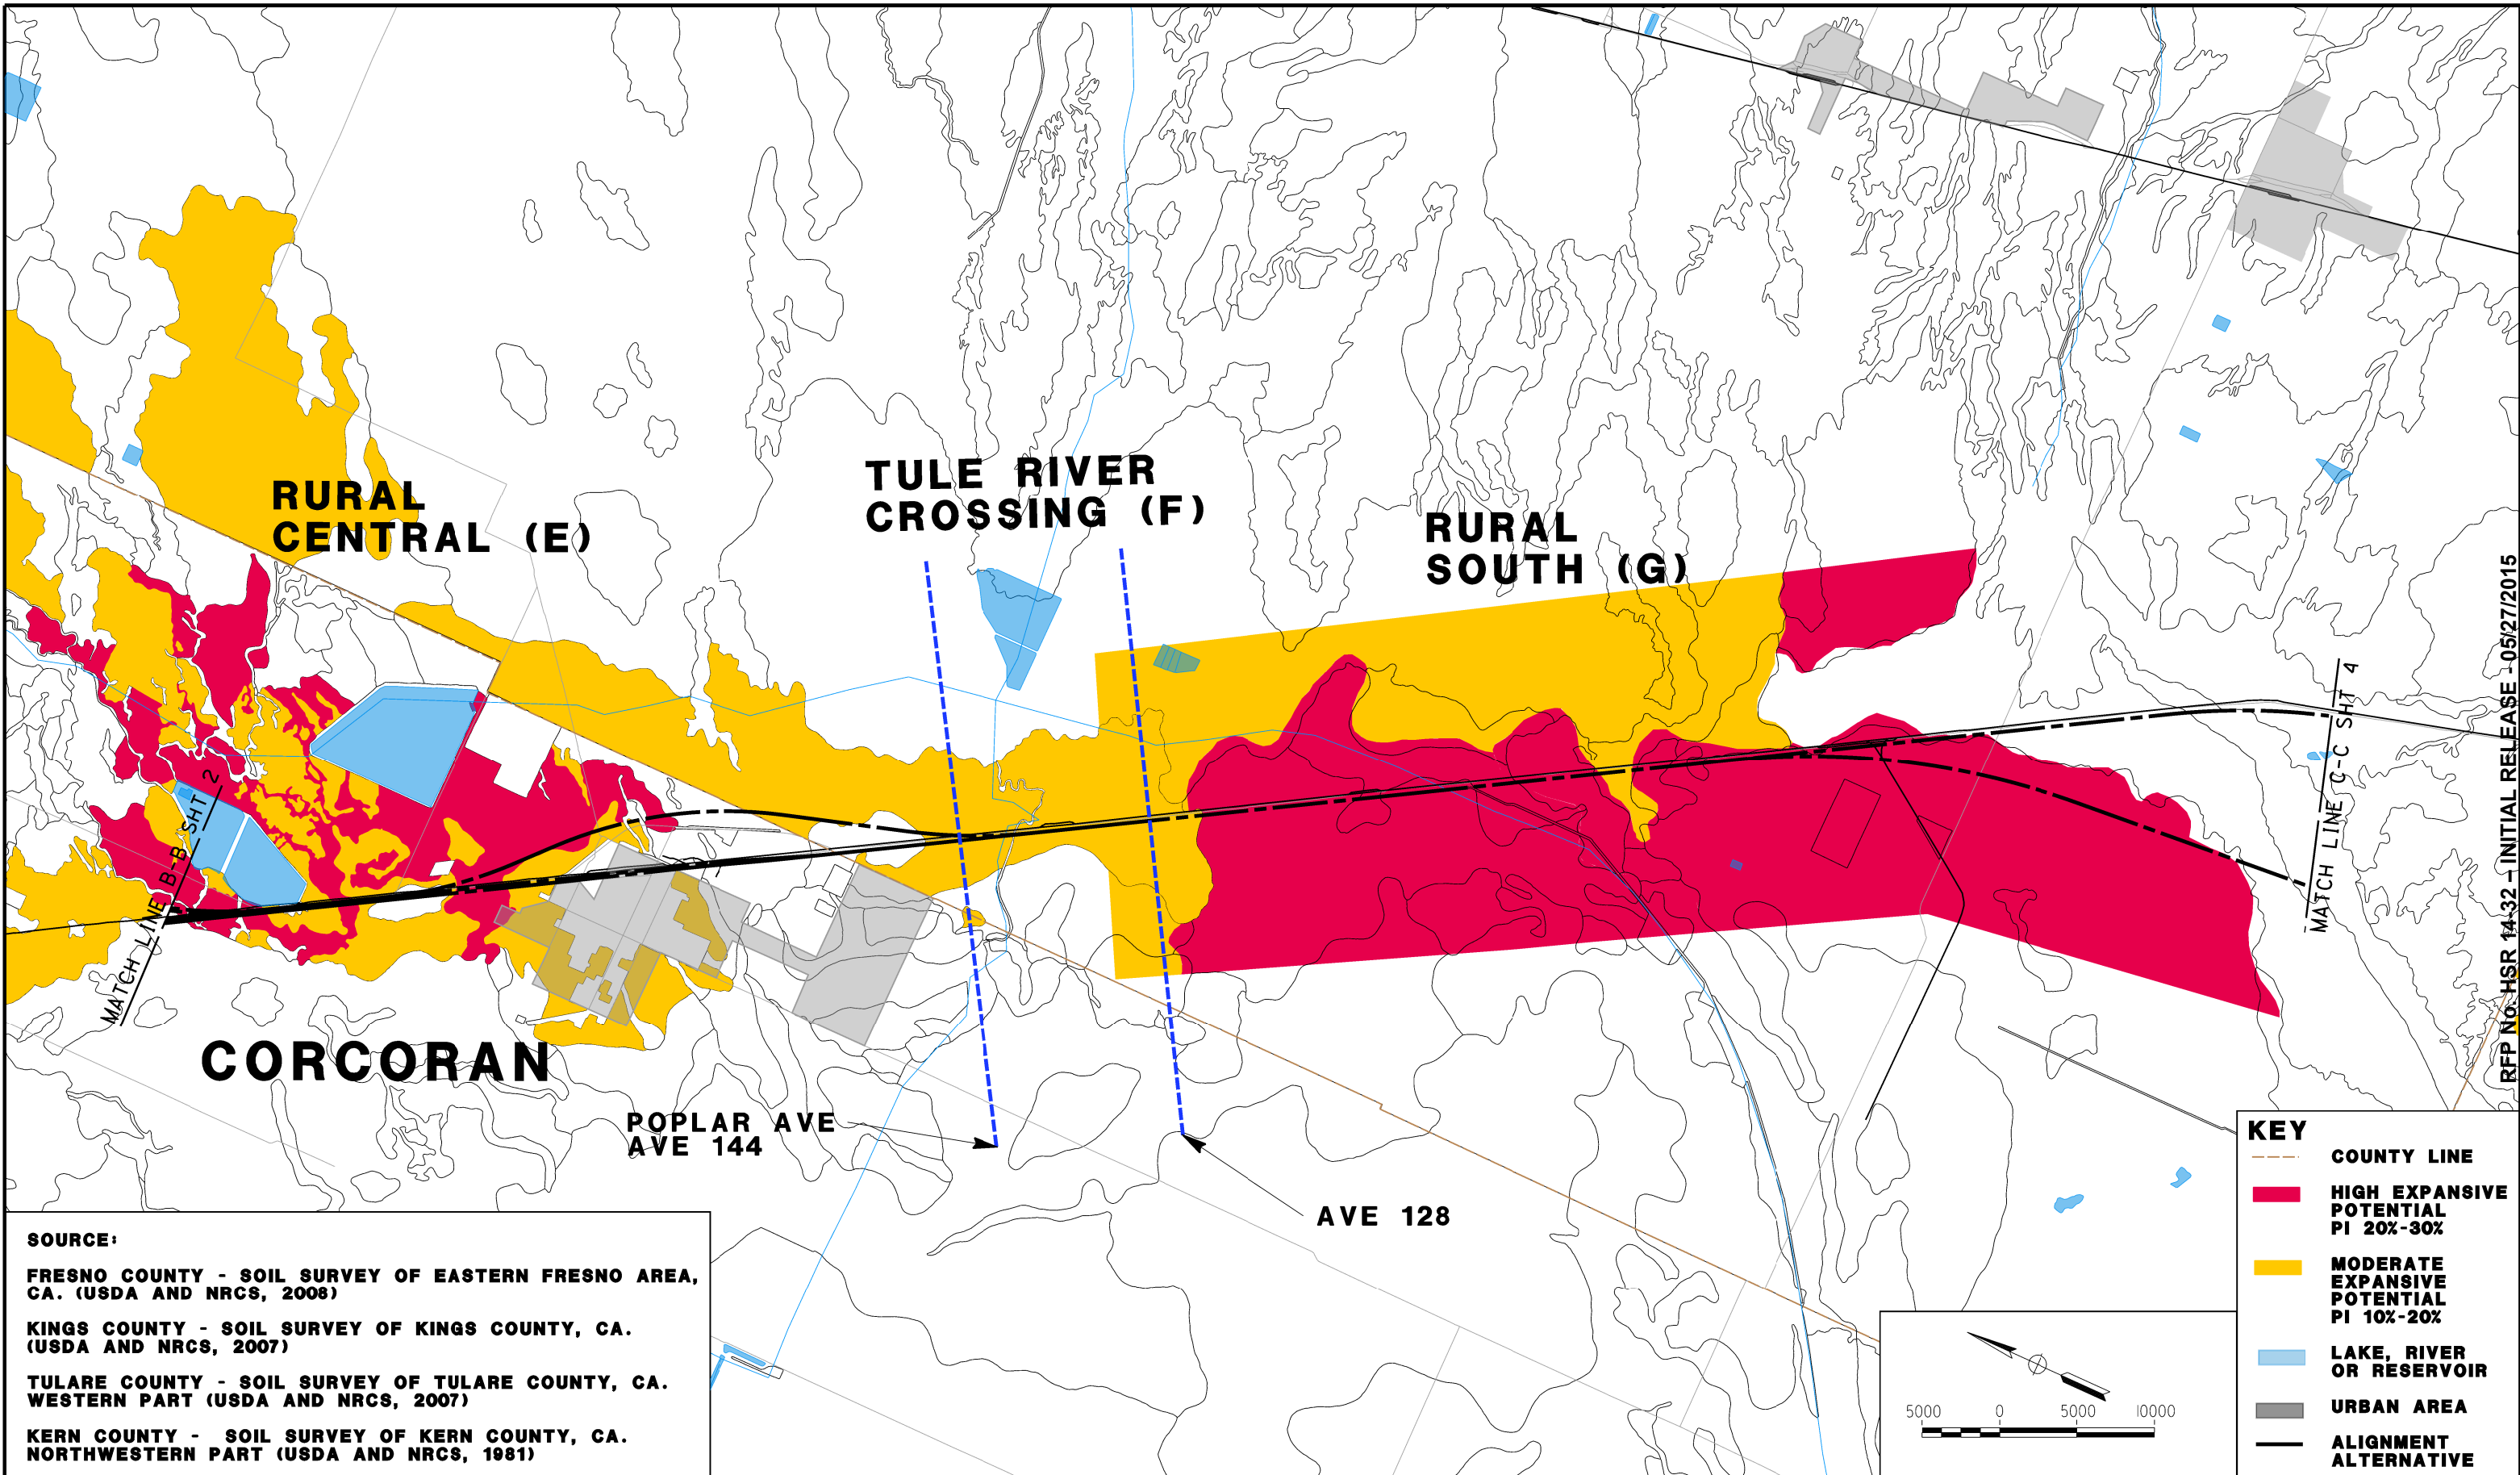 RURAL
CENTRAL (E)
TULE RIVER
CROSSING (F)
RURAL
SOUTH (G)
MATCH LINE B-B SHT 2
MATCH LINE C-C SHT 4
CORCORAN
POPLAR AVE
AVE 144
AVE 128
RFP No. HSR 14-32 - INITIAL RELEASE - 05/27/2015
SOURCE:
FRESNO COUNTY - SOIL SURVEY OF EASTERN FRESNO AREA,
CA. (USDA AND NRCS, 2008)
KINGS COUNTY - SOIL SURVEY OF KINGS COUNTY, CA.
(USDA AND NRCS, 2007)
TULARE COUNTY - SOIL SURVEY OF TULARE COUNTY, CA.
WESTERN PART (USDA AND NRCS, 2007)
KERN COUNTY - SOIL SURVEY OF KERN COUNTY, CA.
NORTHWESTERN PART (USDA AND NRCS, 1981)
5000 0 5000 10000
KEY
COUNTY LINE
HIGH EXPANSIVE
POTENTIAL
PI 20%-30%
MODERATE
EXPANSIVE
POTENTIAL
PI 10%-20%
LAKE, RIVER
OR RESERVOIR
URBAN AREA
ALIGNMENT
ALTERNATIVE